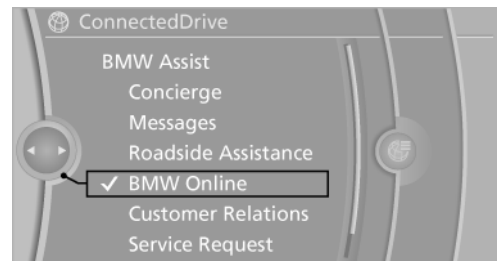 ConnectedDrive
BMW Assist
Concierge
Messages
Roadside Assistance
✓ BMW Online
Customer Relations
Service Request